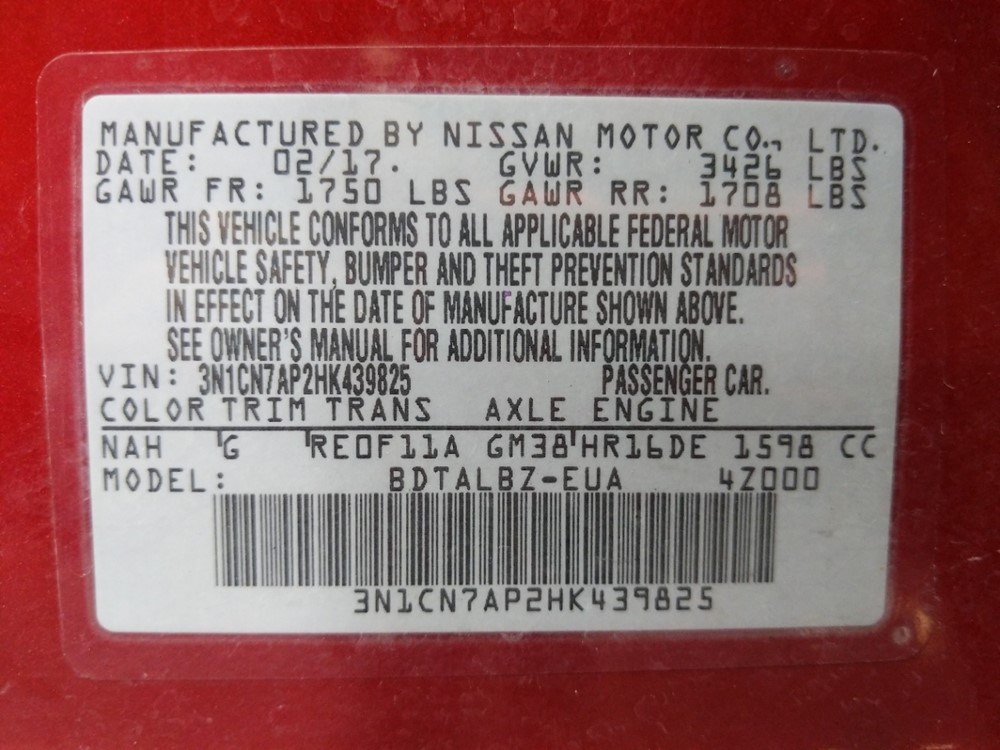 MANUFACTURED BY NISSAN MOTOR CO., LTD.
DATE: 02/17. GVWR: 3426 LBS
GAWR FR: 1750 LBS GAWR RR: 1708 LBS
THIS VEHICLE CONFORMS TO ALL APPLICABLE FEDERAL MOTOR
VEHICLE SAFETY, BUMPER AND THEFT PREVENTION STANDARDS
IN EFFECT ON THE DATE OF MANUFACTURE SHOWN ABOVE.
SEE OWNER'S MANUAL FOR ADDITIONAL INFORMATION.
VIN: 3N1CN7AP2HK439825 PASSENGER CAR.
COLOR TRIM TRANS AXLE ENGINE
NAH G RE0F11A GM38 HR16DE 1598 CC
MODEL: BDTALBZ-EUA 4Z000
3N1CN7AP2HK439825